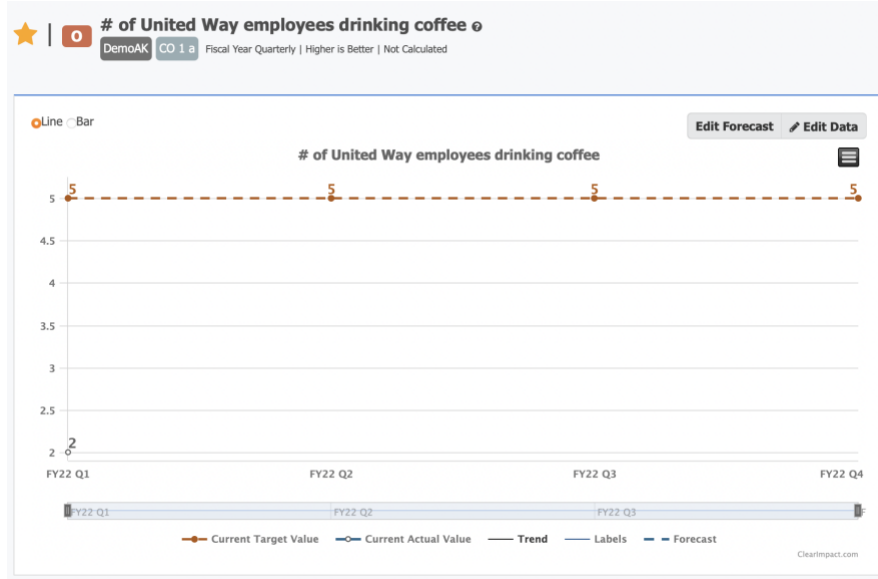 O
# of United Way employees drinking coffee ?
DemoAK CO 1 a Fiscal Year Quarterly | Higher is Better | Not Calculated
Line Bar
Edit Forecast Edit Data
# of United Way employees drinking coffee
5 5 5 5
5
4.5
4
3.5
3
2.5
2
2
FY22 Q1 FY22 Q2 FY22 Q3 FY22 Q4
FY22 Q1 FY22 Q2 FY22 Q3 F
Current Target Value Current Actual Value Trend Labels Forecast
ClearImpact.com